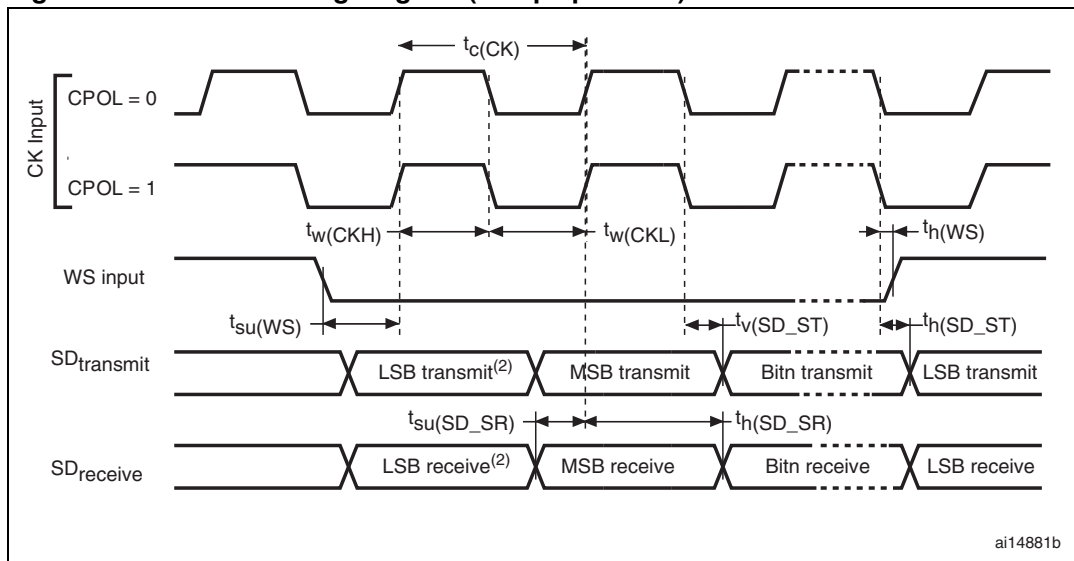 tc(CK)
CK Input
CPOL = 0
CPOL = 1
tw(CKH)
tw(CKL)
th(WS)
WS input
tsu(WS)
tv(SD_ST)
th(SD_ST)
SDtransmit
LSB transmit(2)
MSB transmit
Bitn transmit
LSB transmit
tsu(SD_SR)
th(SD_SR)
SDreceive
LSB receive(2)
MSB receive
Bitn receive
LSB receive
ai14881b